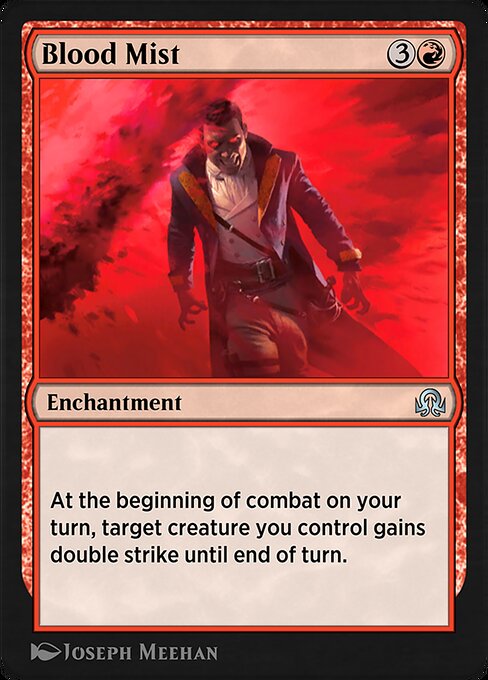 Blood Mist 3
Enchantment
At the beginning of combat on your
turn, target creature you control gains
double strike until end of turn.
Joseph Meehan